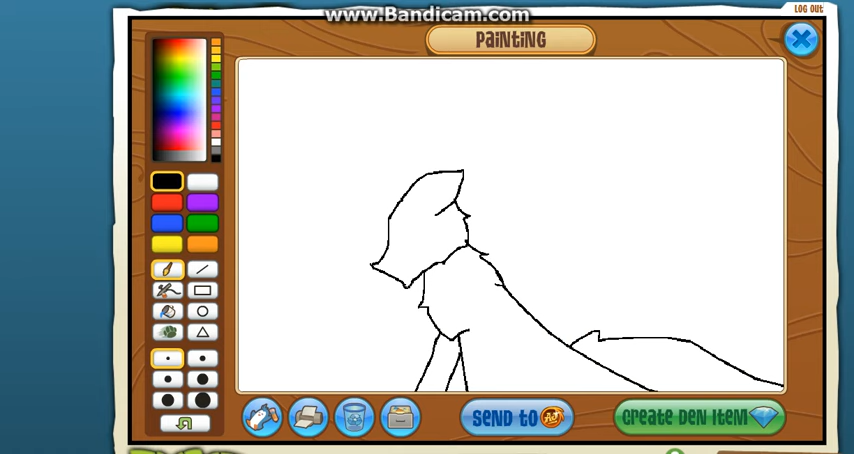 www.Bandicam.com
LOG OUT
PAINTING
SEND TO
CREATE DEN ITEM